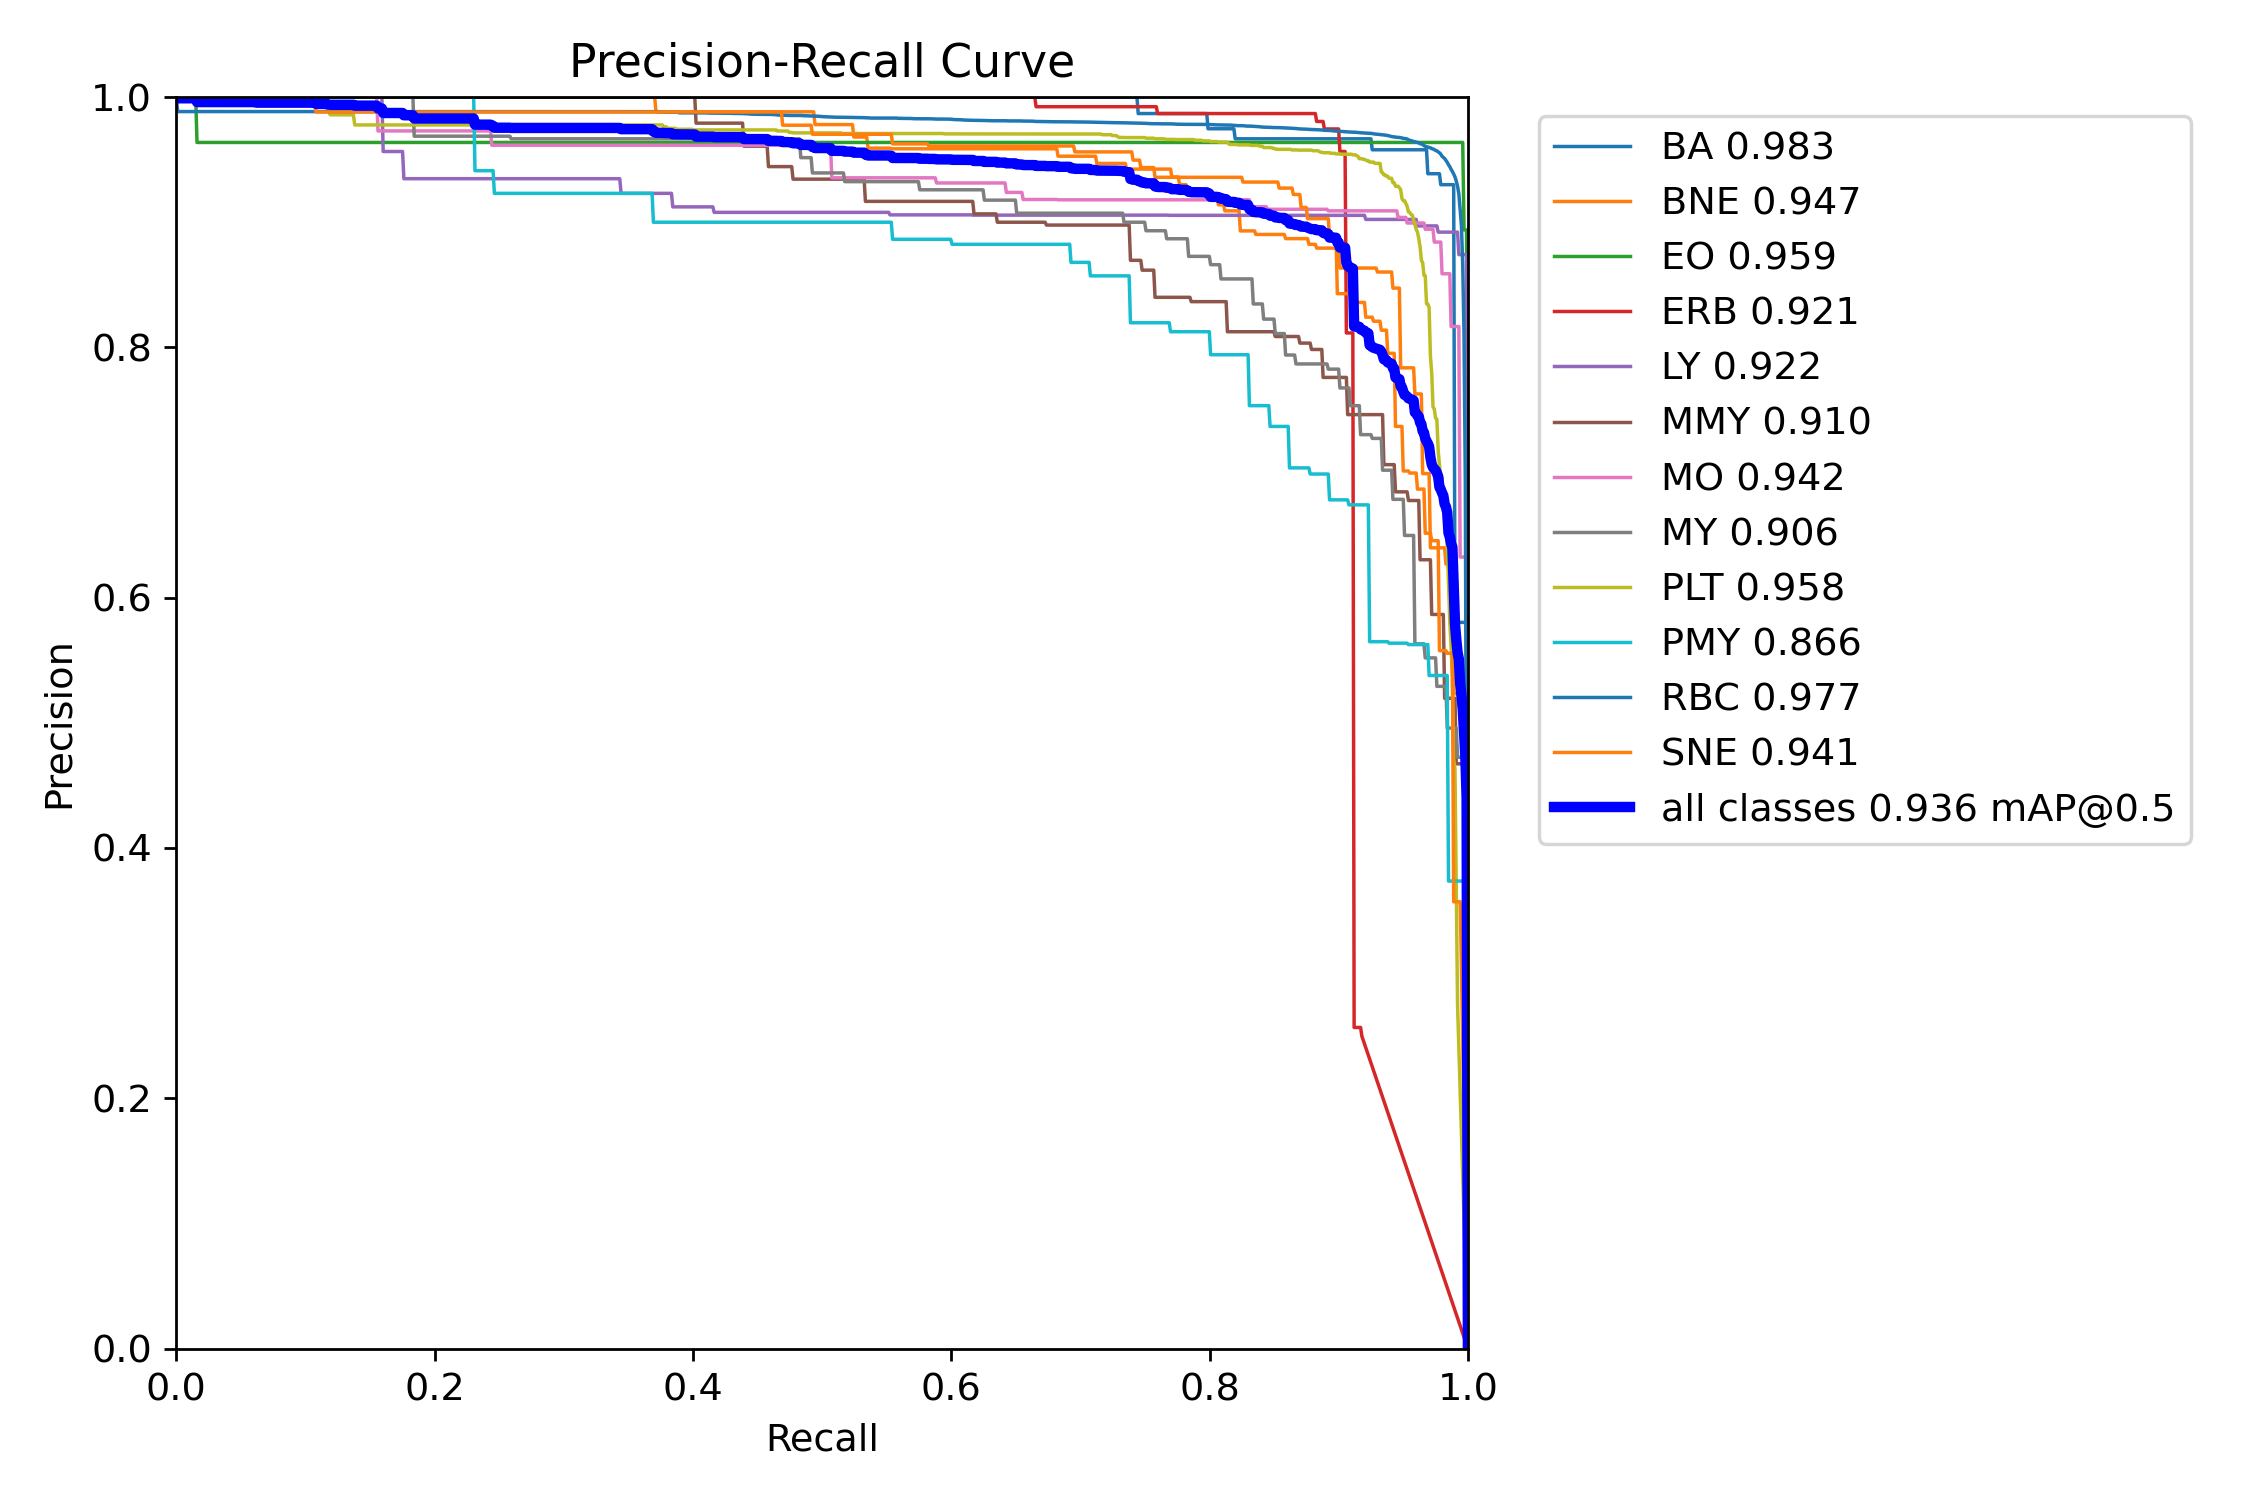 Precision-Recall Curve
1.0
0.8
0.6
0.4
0.2
0.0
Precision
0.0 0.2 0.4 0.6 0.8 1.0
Recall
BA 0.983
BNE 0.947
EO 0.959
ERB 0.921
LY 0.922
MMY 0.910
MO 0.942
MY 0.906
PLT 0.958
PMY 0.866
RBC 0.977
SNE 0.941
all classes 0.936 mAP@0.5